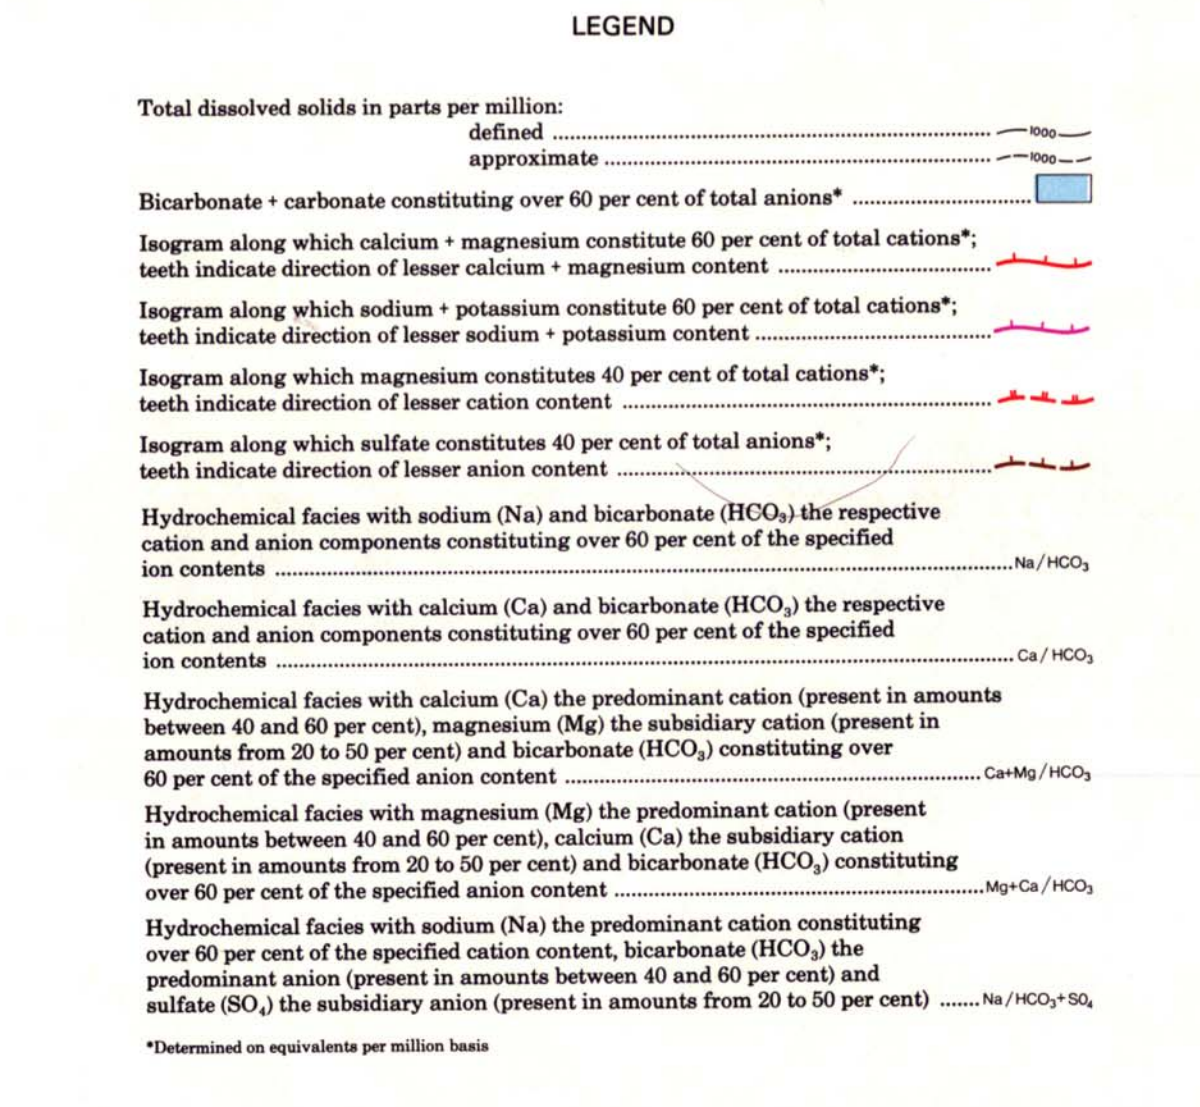 LEGEND
Total dissolved solids in parts per million:
defined .......... 1000
approximate .......... 1000
Bicarbonate + carbonate constituting over 60 per cent of total anions* ..........
Isogram along which calcium + magnesium constitute 60 per cent of total cations*;
teeth indicate direction of lesser calcium + magnesium content ..........
Isogram along which sodium + potassium constitute 60 per cent of total cations*;
teeth indicate direction of lesser sodium + potassium content ..........
Isogram along which magnesium constitutes 40 per cent of total cations*;
teeth indicate direction of lesser cation content ..........
Isogram along which sulfate constitutes 40 per cent of total anions*;
teeth indicate direction of lesser anion content ..........
Hydrochemical facies with sodium (Na) and bicarbonate (HCO₃) the respective
cation and anion components constituting over 60 per cent of the specified
ion contents .......... Na/HCO₃
Hydrochemical facies with calcium (Ca) and bicarbonate (HCO₃) the respective
cation and anion components constituting over 60 per cent of the specified
ion contents .......... Ca/HCO₃
Hydrochemical facies with calcium (Ca) the predominant cation (present in amounts
between 40 and 60 per cent), magnesium (Mg) the subsidiary cation (present in
amounts from 20 to 50 per cent) and bicarbonate (HCO₃) constituting over
60 per cent of the specified anion content .......... Ca+Mg/HCO₃
Hydrochemical facies with magnesium (Mg) the predominant cation (present
in amounts between 40 and 60 per cent), calcium (Ca) the subsidiary cation
(present in amounts from 20 to 50 per cent) and bicarbonate (HCO₃) constituting
over 60 per cent of the specified anion content .......... Mg+Ca/HCO₃
Hydrochemical facies with sodium (Na) the predominant cation constituting
over 60 per cent of the specified cation content, bicarbonate (HCO₃) the
predominant anion (present in amounts between 40 and 60 per cent) and
sulfate (SO₄) the subsidiary anion (present in amounts from 20 to 50 per cent) ....... Na/HCO₃+SO₄
*Determined on equivalents per million basis